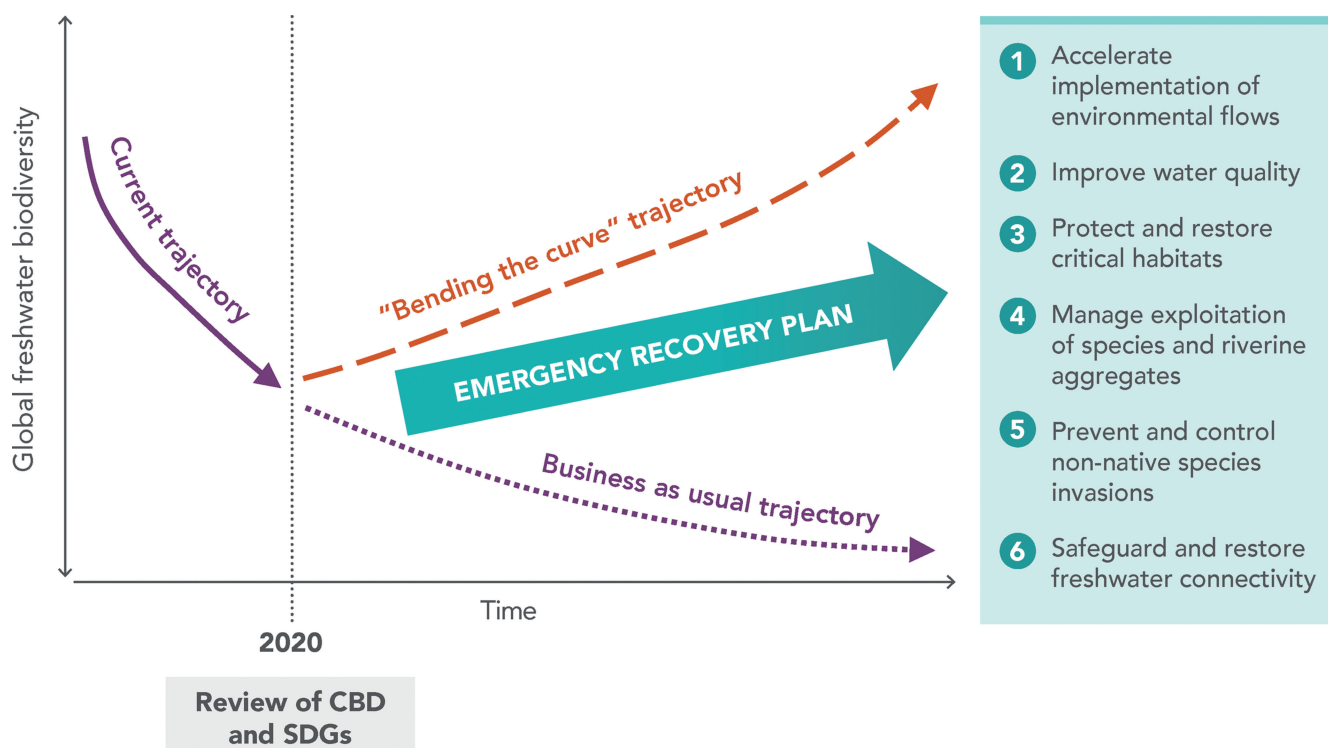 Global freshwater biodiversity
Current trajectory
"Bending the curve" trajectory
EMERGENCY RECOVERY PLAN
Business as usual trajectory
Time
2020
Review of CBD
and SDGs
1 Accelerate
implementation of
environmental flows
2 Improve water quality
3 Protect and restore
critical habitats
4 Manage exploitation
of species and riverine
aggregates
5 Prevent and control
non-native species
invasions
6 Safeguard and restore
freshwater connectivity